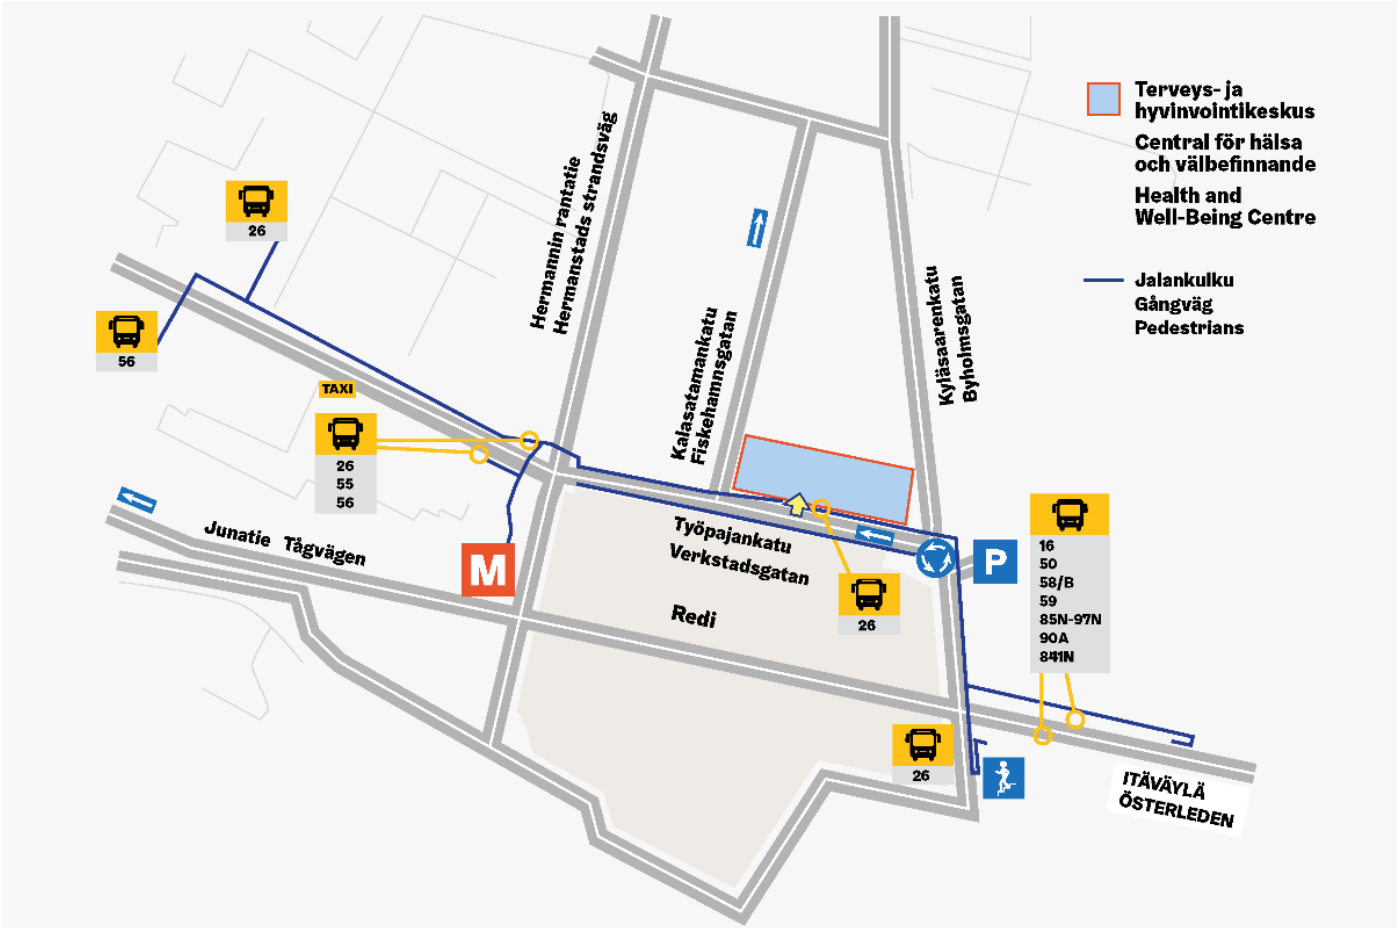 Terveys- ja
hyvinvointikeskus
Central för hälsa
och välbefinnande
Health and
Well-Being Centre
Jalankulku
Gångväg
Pedestrians
Hermannin rantatie
Hermanstads strandsväg
26
56
TAXI
26
55
56
Kalasatamankatu
Fiskehamnsgatan
Kyläsaarenkatu
Byholmsgatan
Junatie Tågvägen
M
Työpajankatu
Verkstadsgatan
Redi
26
P
16
50
58/B
59
85N-97N
90A
841N
26
ITÄVÄYLÄ
ÖSTERLEDEN